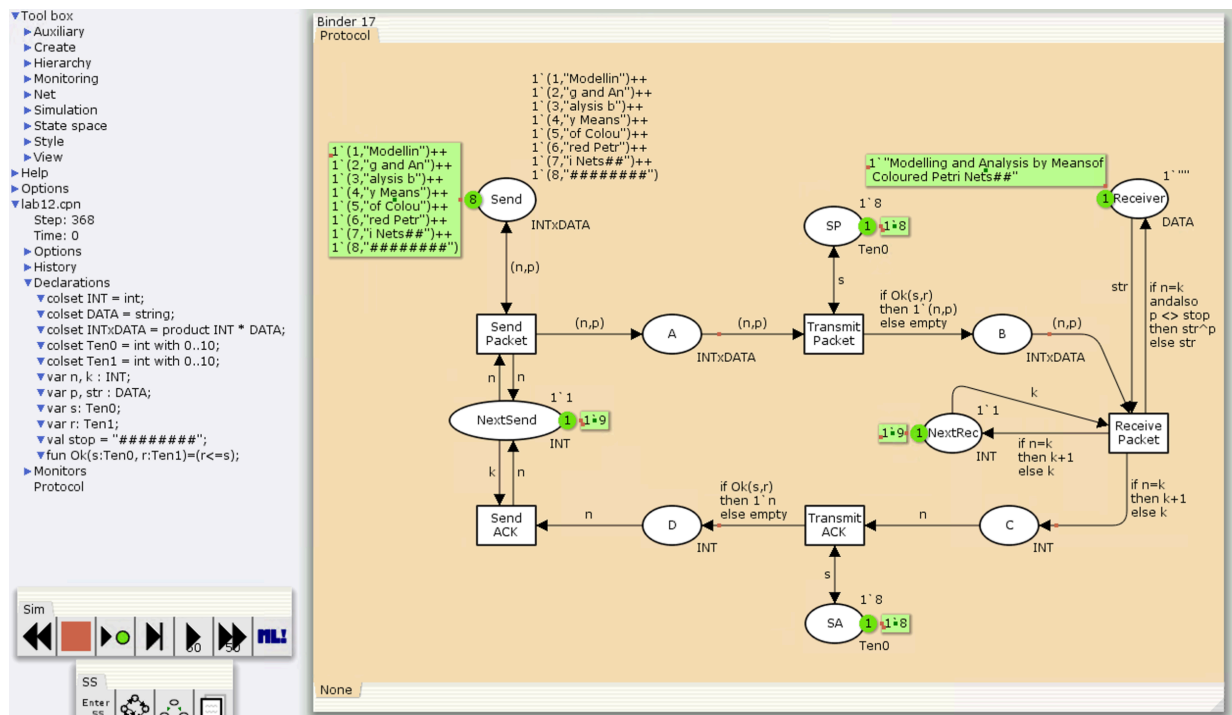 Tool box
Auxiliary
Create
Hierarchy
Monitoring
Net
Simulation
State space
Style
View
Help
Options
lab12.cpn
Step: 368
Time: 0
Options
History
Declarations
colset INT = int;
colset DATA = string;
colset INTxDATA = product INT * DATA;
colset Ten0 = int with 0..10;
colset Ten1 = int with 0..10;
var n, k : INT;
var p, str : DATA;
var s: Ten0;
var r: Ten1;
val stop = "########";
fun Ok(s:Ten0, r:Ten1)=(r<=s);
Monitors
Protocol
Sim
60
50
ML!
SS
Enter
SS
Binder 17
Protocol
1`(1,"Modellin")++
1`(2,"g and An")++
1`(3,"alysis b")++
1`(4,"y Means")++
1`(5,"of Colou")++
1`(6,"red Petr")++
1`(7,"i Nets##")++
1`(8,"########")
1`(1,"Modellin")++
1`(2,"g and An")++
1`(3,"alysis b")++
1`(4,"y Means")++
1`(5,"of Colou")++
1`(6,"red Petr")++
1`(7,"i Nets##")++
1`(8,"########")
8
Send
INTxDATA
(n,p)
1`"Modelling and Analysis by Meansof
Coloured Petri Nets##"
1`""
1
Receiver
DATA
1`8
SP
1
1`8
Ten0
s
str
if n=k
andalso
p <> stop
then str^p
else str
Send
Packet
(n,p)
A
INTxDATA
(n,p)
Transmit
Packet
if Ok(s,r)
then 1`(n,p)
else empty
B
INTxDATA
(n,p)
n
n
1`1
NextSend
1
1`9
INT
k
1`9
1
NextRec
1`1
INT
if n=k
then k+1
else k
Receive
Packet
k
n
Send
ACK
n
D
INT
if Ok(s,r)
then 1`n
else empty
Transmit
ACK
n
C
INT
if n=k
then k+1
else k
s
1`8
SA
1
1`8
Ten0
None